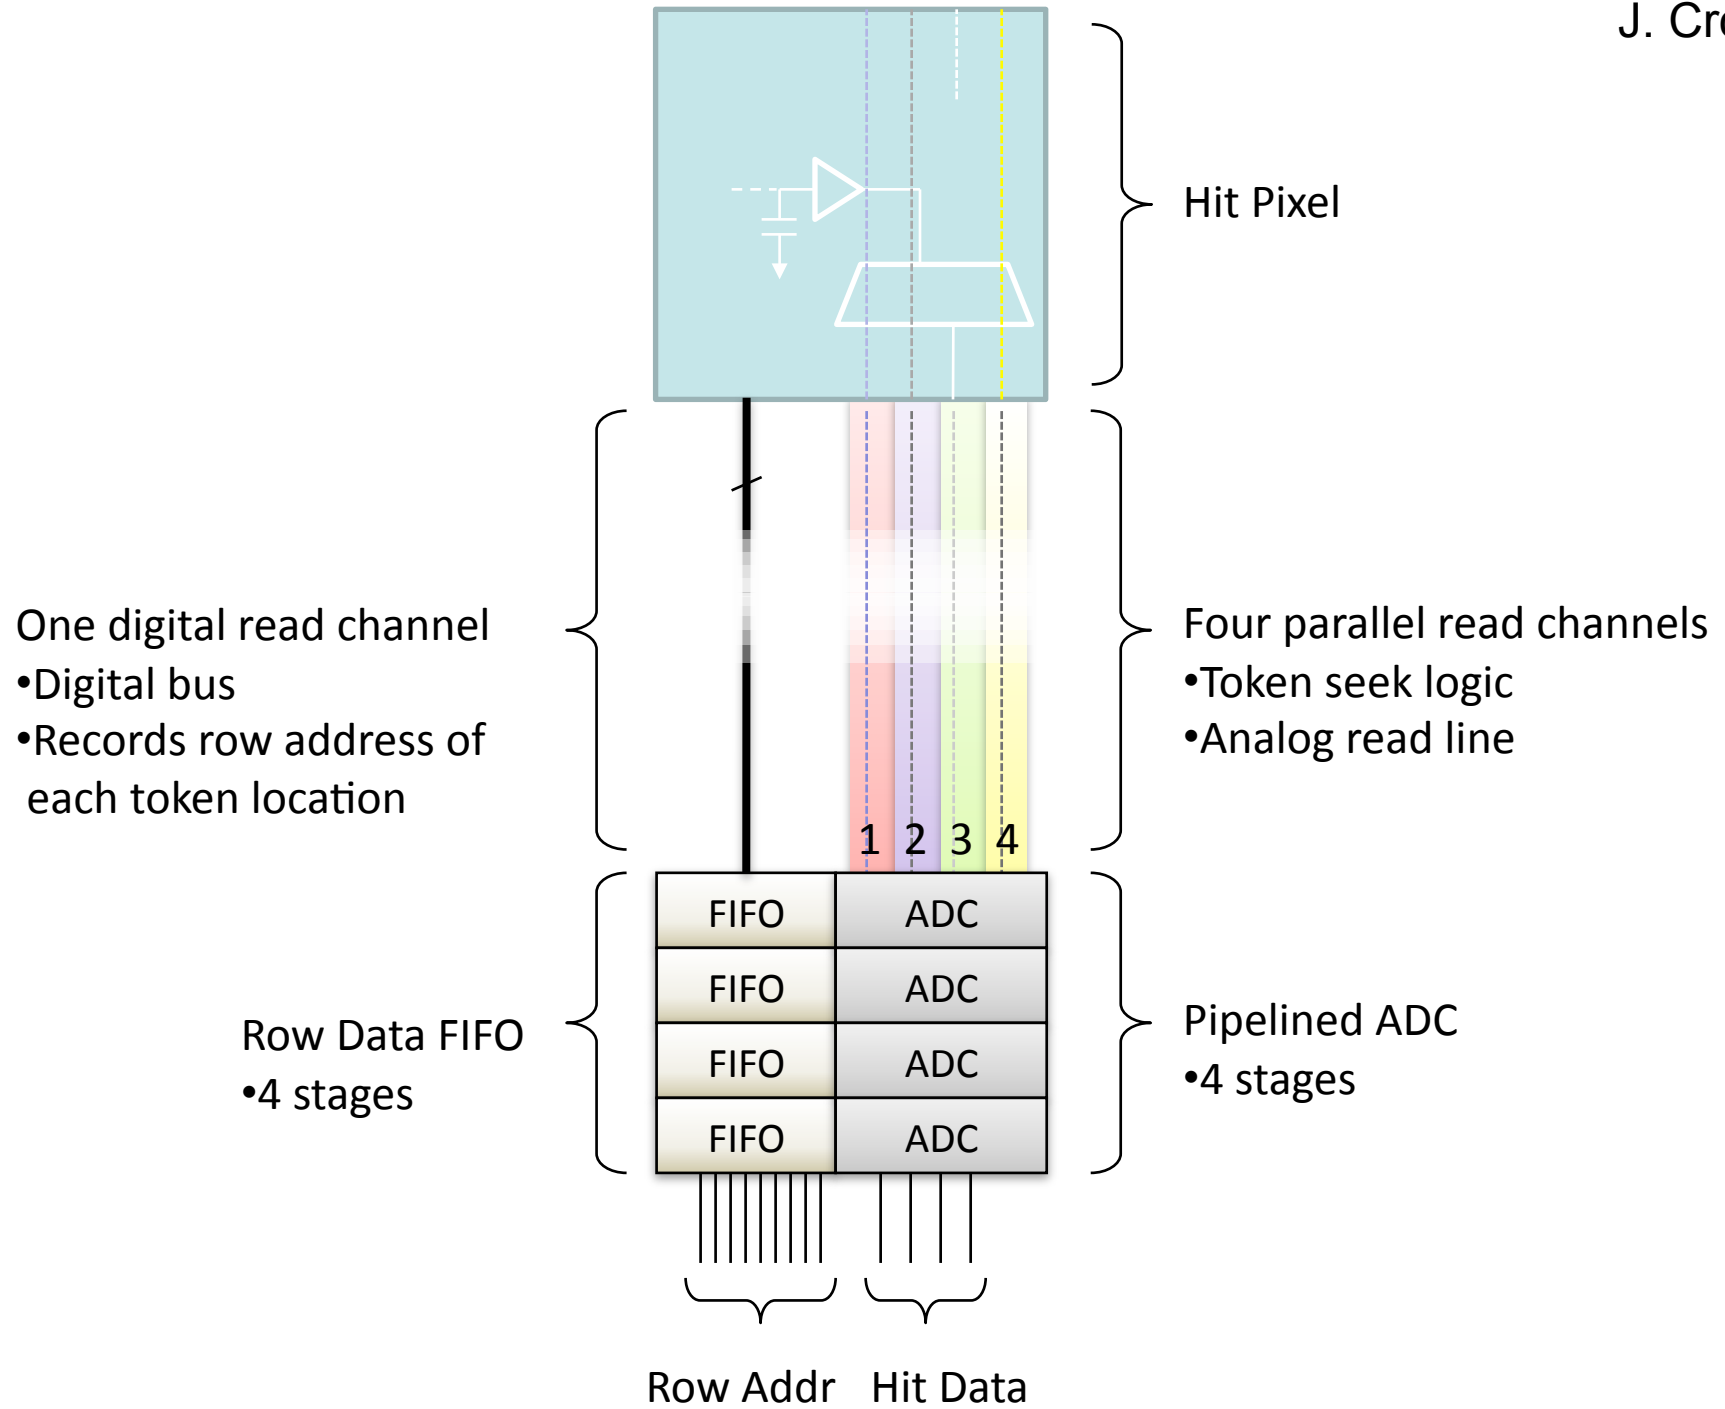 J. Cr
Hit Pixel
One digital read channel
•Digital bus
•Records row address of
each token location
Four parallel read channels
•Token seek logic
•Analog read line
1 2 3 4
FIFO ADC
FIFO ADC
FIFO ADC
FIFO ADC
Row Data FIFO
•4 stages
Pipelined ADC
•4 stages
Row Addr Hit Data